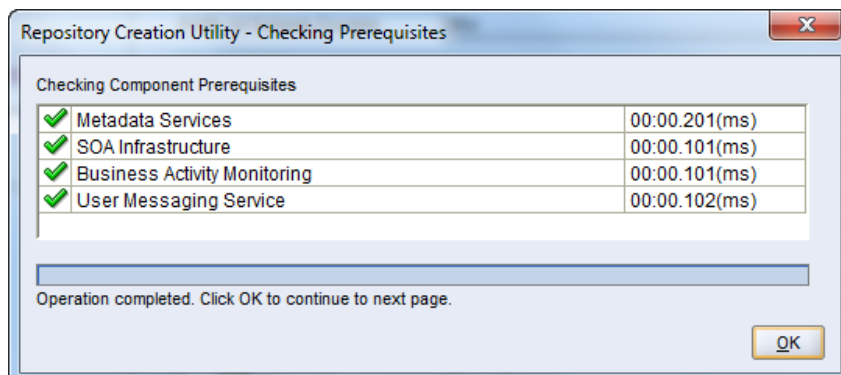 Repository Creation Utility - Checking Prerequisites
Checking Component Prerequisites
Metadata Services 00:00.201(ms)
SOA Infrastructure 00:00.101(ms)
Business Activity Monitoring 00:00.101(ms)
User Messaging Service 00:00.102(ms)
Operation completed. Click OK to continue to next page.
OK